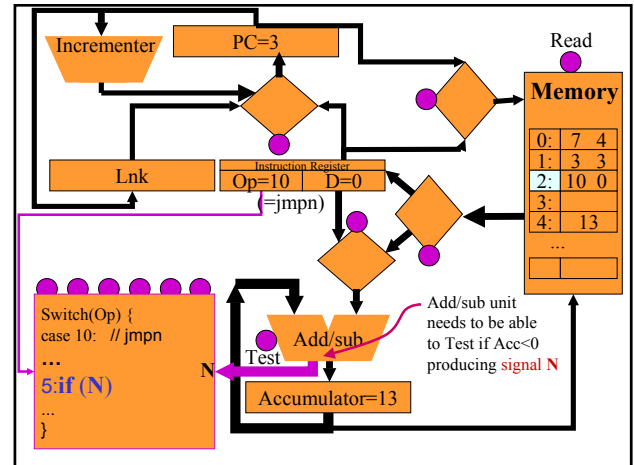 Incrementer
PC=3
Read
Memory
0: 7 4
1: 3 3
2: 10 0
3:
4: 13
...
Lnk
Instruction Register
Op=10 D=0
(=jmpn)
Switch(Op) {
case 10: // jmpn
...
5:if (N)
...
}
N
Test
Add/sub
Add/sub unit
needs to be able
to Test if Acc<0
producing signal N
Accumulator=13